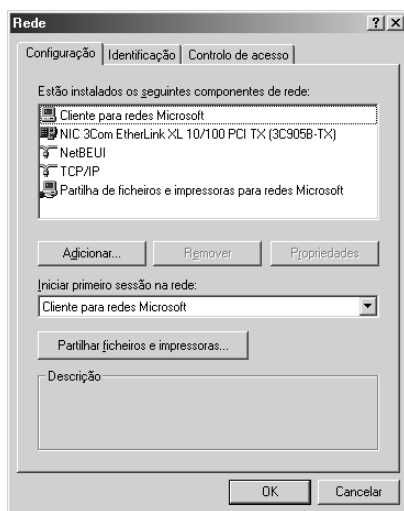 Rede
Configuração Identificação Controlo de acesso
Estão instalados os seguintes componentes de rede:
Cliente para redes Microsoft
NIC 3Com EtherLink XL 10/100 PCI TX (3C905B-TX)
NetBEUI
TCP/IP
Partilha de ficheiros e impressoras para redes Microsoft
Adicionar... Remover Propriedades
Iniciar primeiro sessão na rede:
Cliente para redes Microsoft
Partilhar ficheiros e impressoras...
Descrição
OK Cancelar